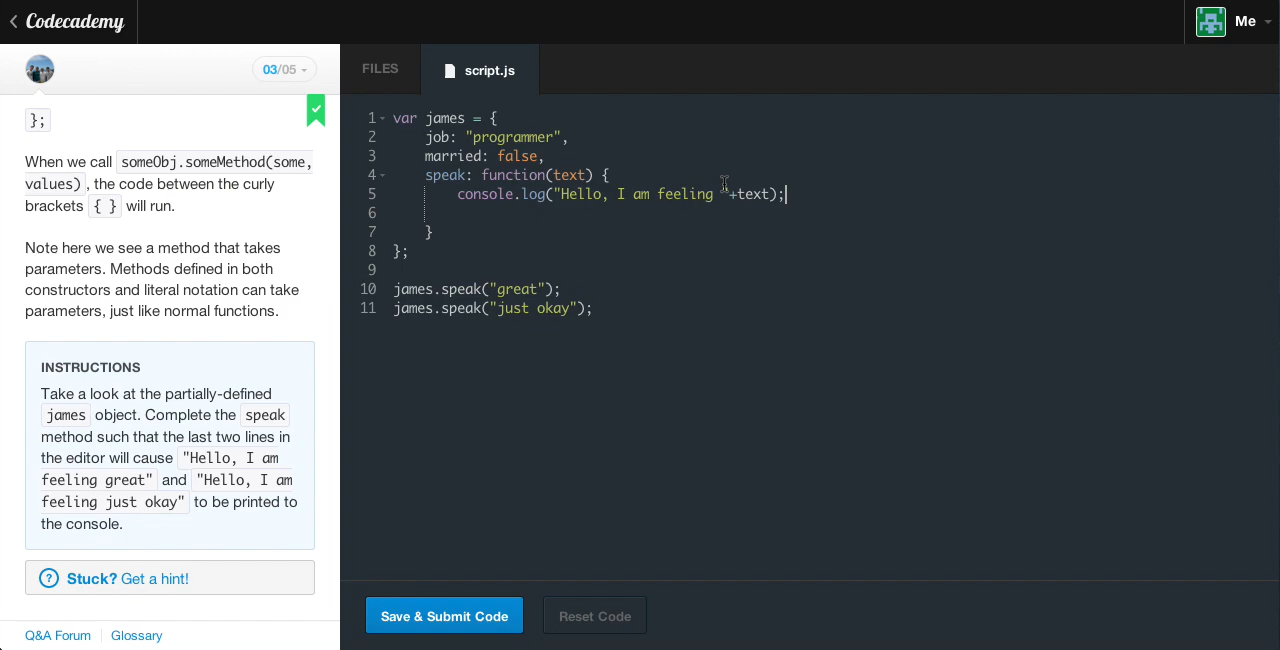 Codecademy
Me
03/05
FILES
script.js
};
When we call someObj.someMethod(some,
values) , the code between the curly
brackets { } will run.
Note here we see a method that takes
parameters. Methods defined in both
constructors and literal notation can take
parameters, just like normal functions.
INSTRUCTIONS
Take a look at the partially-defined
james object. Complete the speak
method such that the last two lines in
the editor will cause "Hello, I am
feeling great" and "Hello, I am
feeling just okay" to be printed to
the console.
? Stuck? Get a hint!
Q&A Forum
Glossary
1 var james = {
2 job: "programmer",
3 married: false,
4 speak: function(text) {
5 console.log("Hello, I am feeling "+text);
6
7 }
8 };
9
10 james.speak("great");
11 james.speak("just okay");
Save & Submit Code
Reset Code